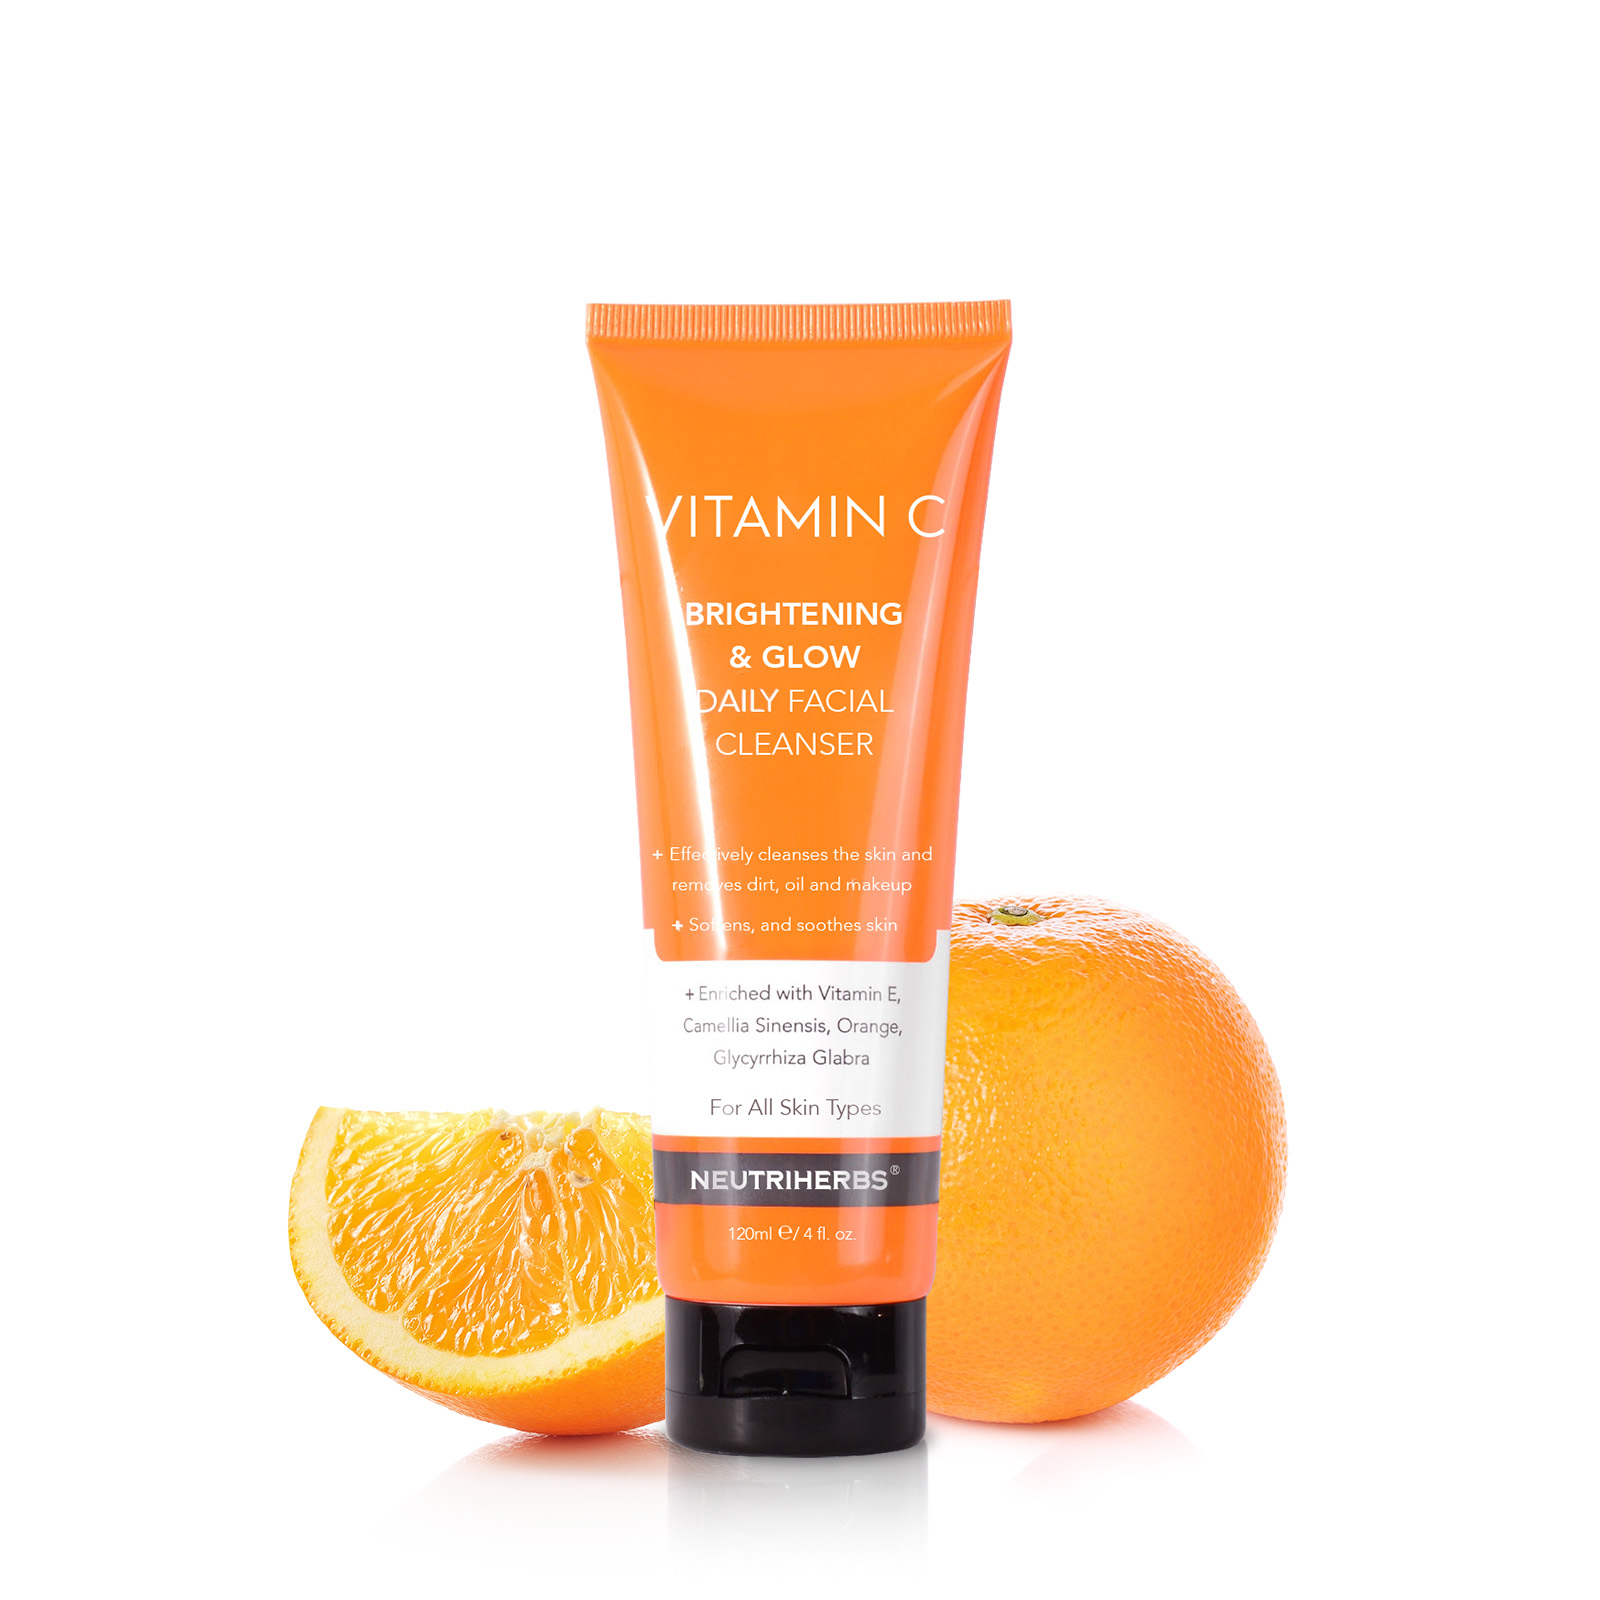 VITAMIN C
BRIGHTENING
& GLOW
DAILY FACIAL
CLEANSER
+ Effectively cleanses the skin and
removes dirt, oil and makeup
+ Softens, and soothes skin
+ Enriched with Vitamin E,
Camellia Sinensis, Orange,
Glycyrrhiza Glabra
For All Skin Types
NEUTRIHERBS®
120ml ℮/ 4 fl. oz.